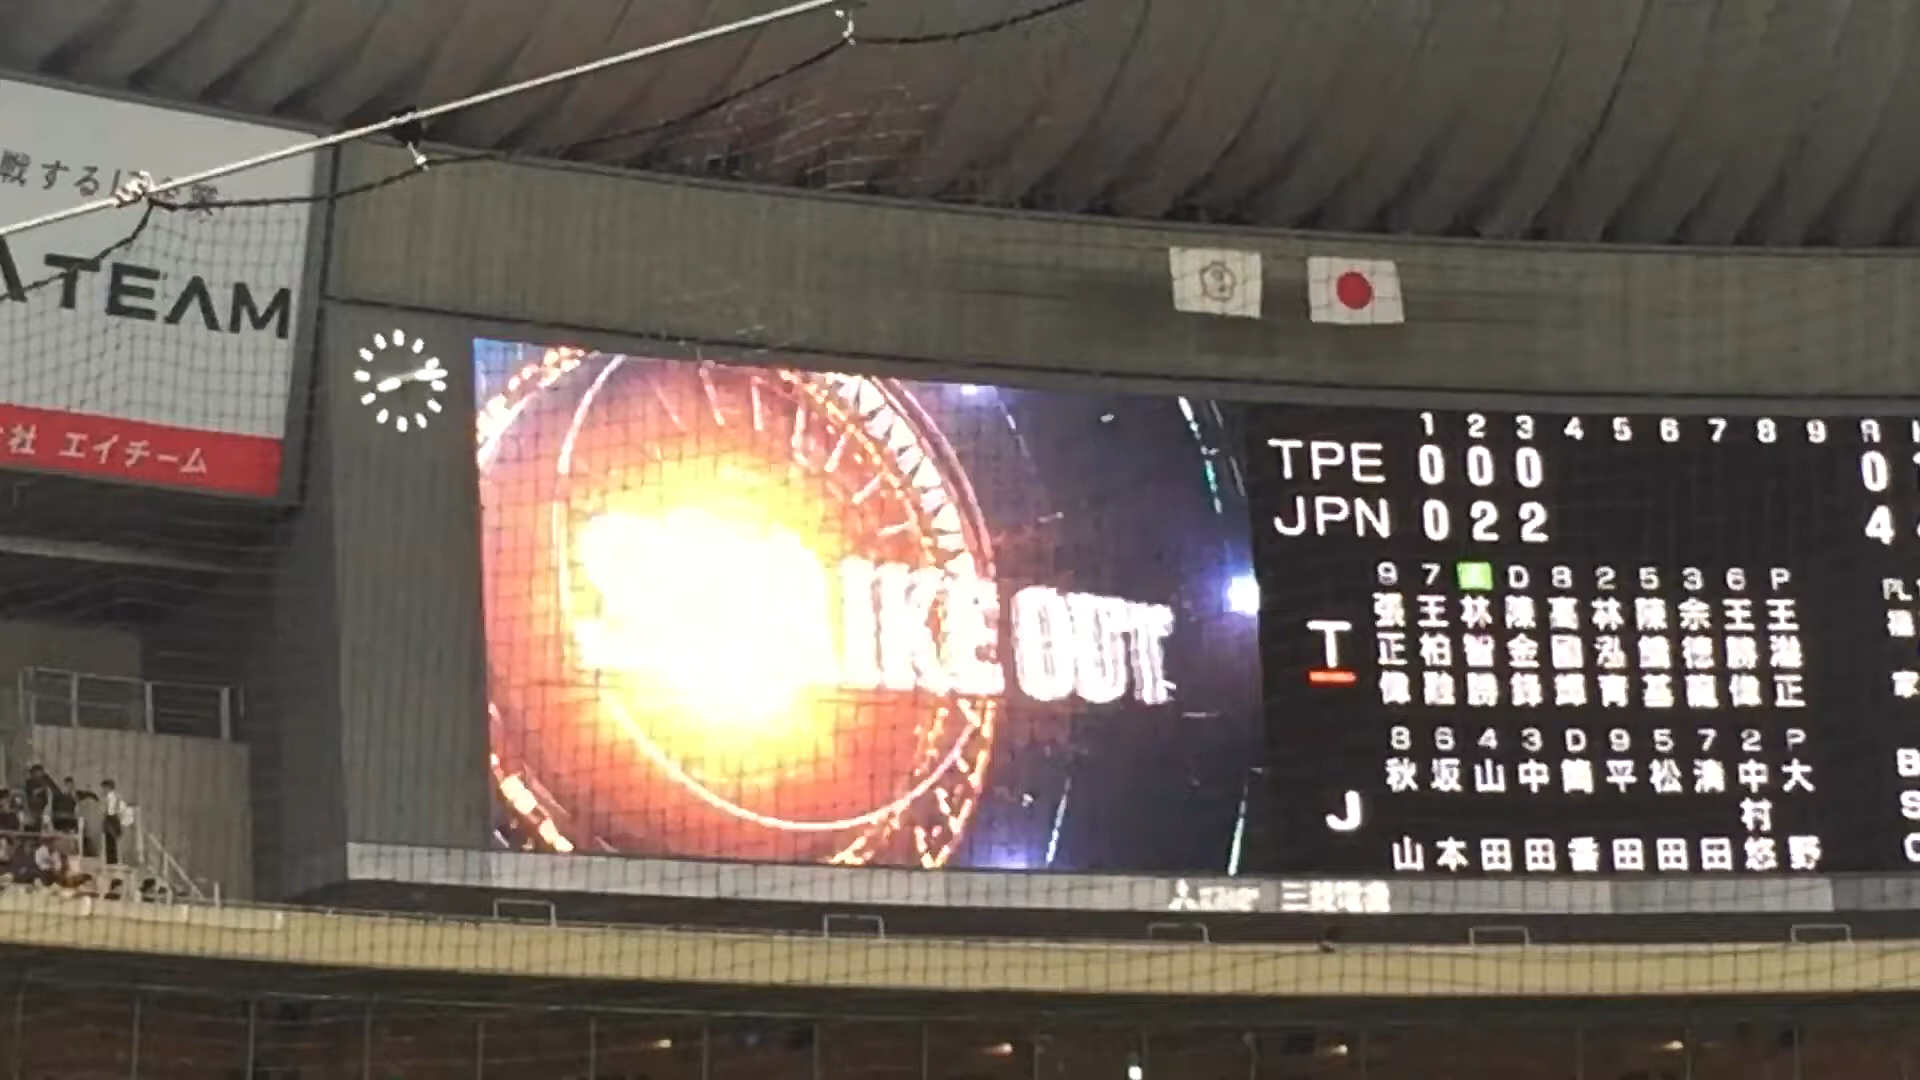 戦する
ATEAM
社 エイチーム
KE OUT
1 2 3 4 5 6 7 8 9 R
TPE 0 0 0 0
JPN 0 2 2 4
9 7 4 D 8 2 5 3 6 P
T
張 王 林 陳 高 林 陳 余 王 王
正 柏 智 金 國 泓 德 勝 溢
偉 融 勝 鋒 輝 育 基 龍 偉 正
8 6 4 3 D 9 5 7 2 P
J
秋 坂 山 中 筒 平 松 清 中 大
村
山 本 田 田 香 田 田 田 悠 野
三菱電機